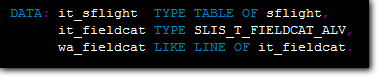 DATA: it_sflight TYPE TABLE OF sflight,
it_fieldcat TYPE SLIS_T_FIELDCAT_ALV,
wa_fieldcat LIKE LINE OF it_fieldcat.